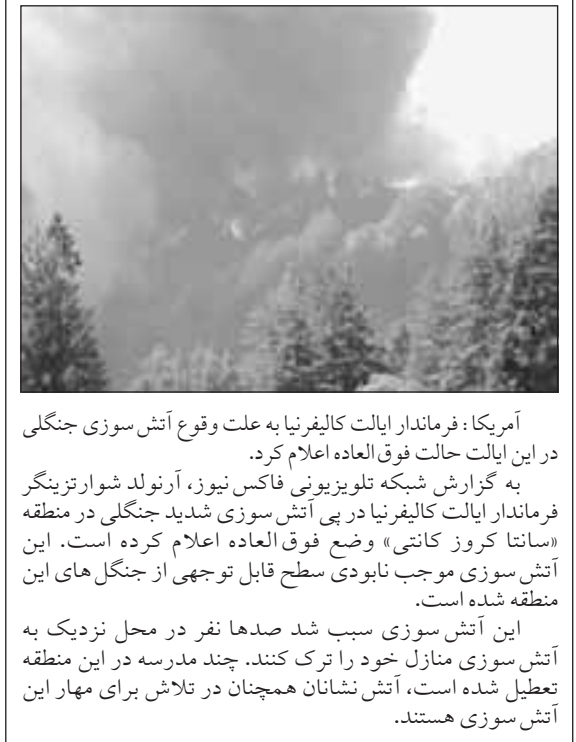 آمریکا: فرماندار ایالت کالیفرنیا به علت وقوع آتش سوزی جنگلی
در این ایالت حالت فوق‌العاده اعلام کرد.
به گزارش شبکه تلویزیونی فاکس نیوز، آرنولد شوارتزینگر
فرماندار ایالت کالیفرنیا در پی آتش سوزی شدید جنگلی در منطقه
«سانتا کروز کانتی» وضع فوق العاده اعلام کرده است. این
آتش سوزی موجب نابودی سطح قابل توجهی از جنگل های این
منطقه شده است.
این آتش سوزی سبب شد صدها نفر در محل نزدیک به
آتش سوزی منازل خود را ترک کنند. چند مدرسه در این منطقه
تعطیل شده است، آتش نشانان همچنان در تلاش برای مهار این
آتش سوزی هستند.